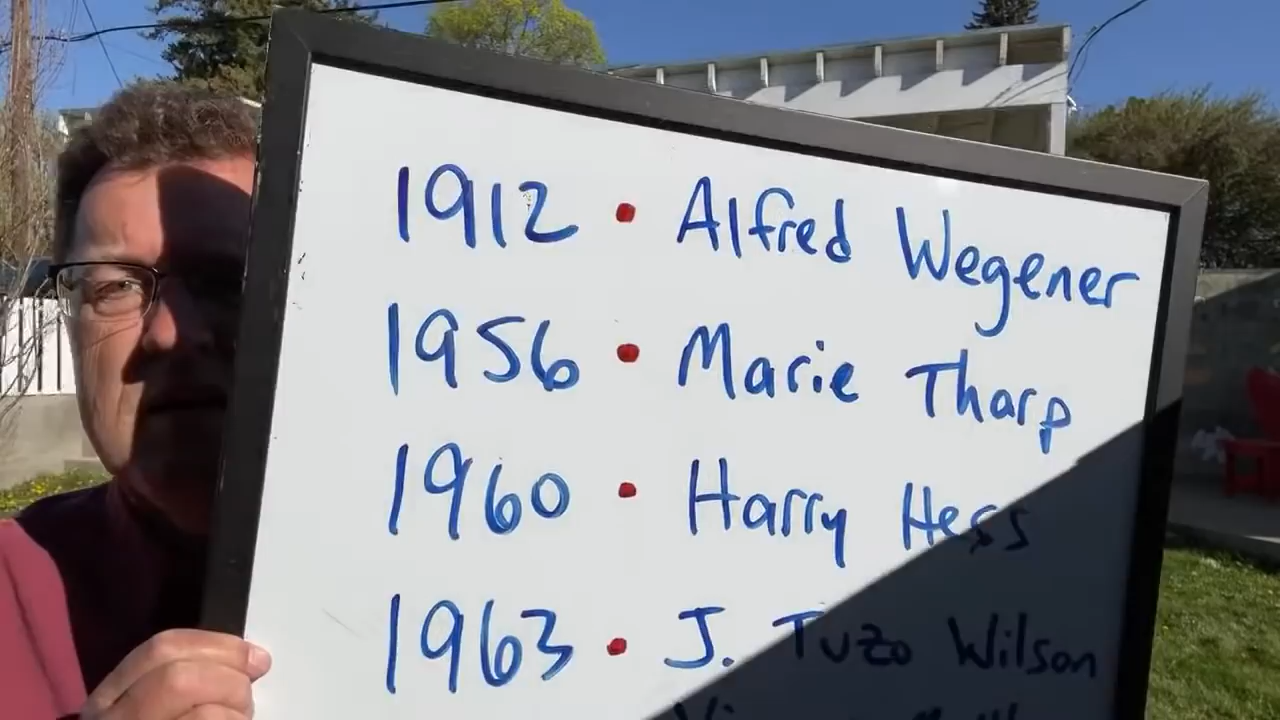 1912 • Alfred Wegener
1956 • Marie Tharp
1960 • Harry Hess
1963 • J. Tuzo Wilson